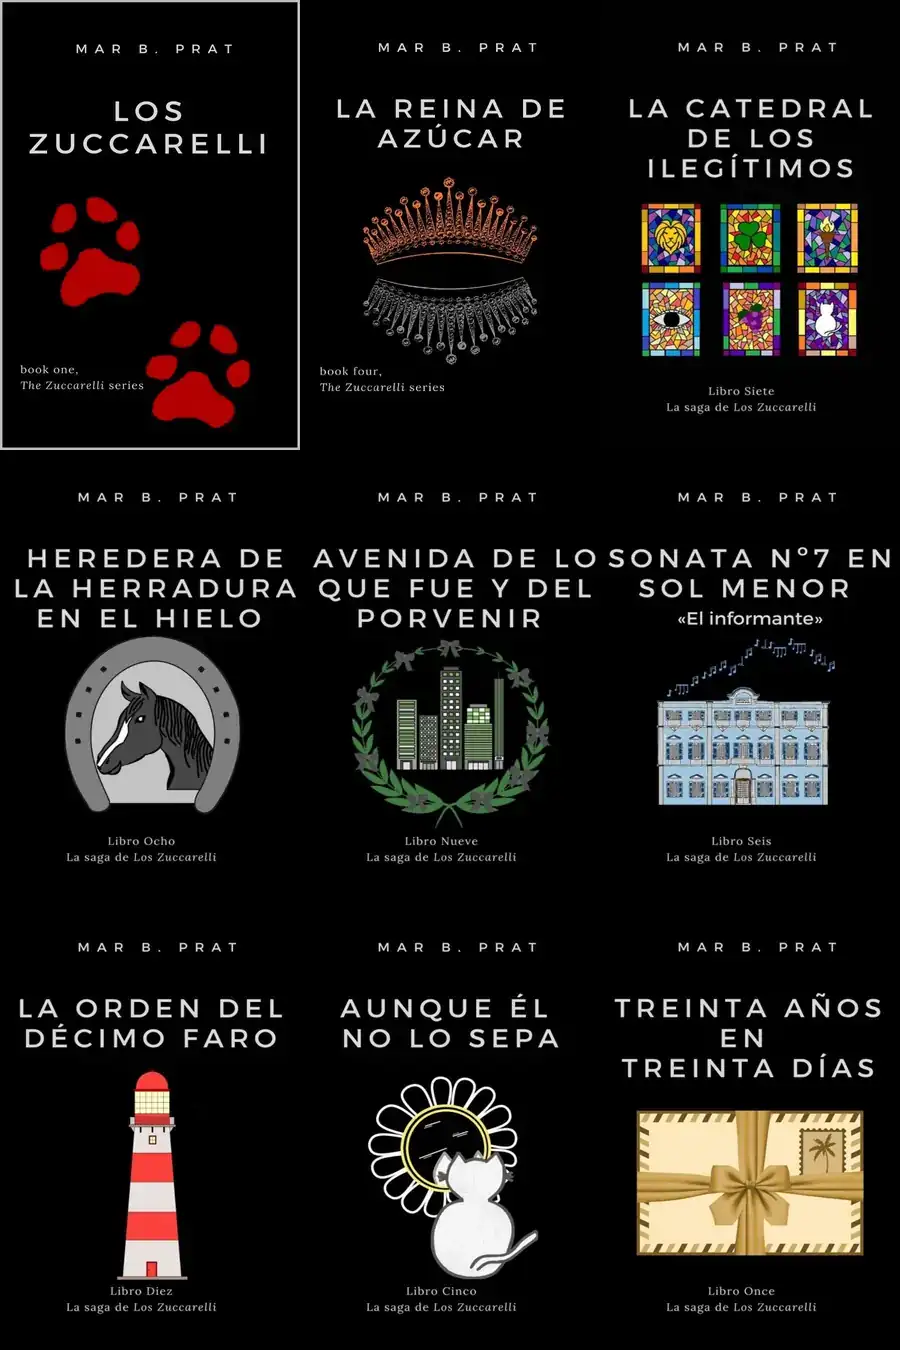 MAR B. PRAT
LOS
ZUCCARELLI
book one,
The Zuccarelli series
MAR B. PRAT
LA REINA DE
AZÚCAR
book four,
The Zuccarelli series
MAR B. PRAT
LA CATEDRAL
DE LOS
ILEGÍTIMOS
Libro Siete
La saga de Los Zuccarelli
MAR B. PRAT
HEREDERA DE
LA HERRADURA
EN EL HIELO
Libro Ocho
La saga de Los Zuccarelli
MAR B. PRAT
AVENIDA DE LO
QUE FUE Y DEL
PORVENIR
Libro Nueve
La saga de Los Zuccarelli
MAR B. PRAT
SONATA Nº7 EN
SOL MENOR
«El informante»
Libro Seis
La saga de Los Zuccarelli
MAR B. PRAT
LA ORDEN DEL
DÉCIMO FARO
Libro Diez
La saga de Los Zuccarelli
MAR B. PRAT
AUNQUE ÉL
NO LO SEPA
Libro Cinco
La saga de Los Zuccarelli
MAR B. PRAT
TREINTA AÑOS
EN
TREINTA DÍAS
Libro Once
La saga de Los Zuccarelli